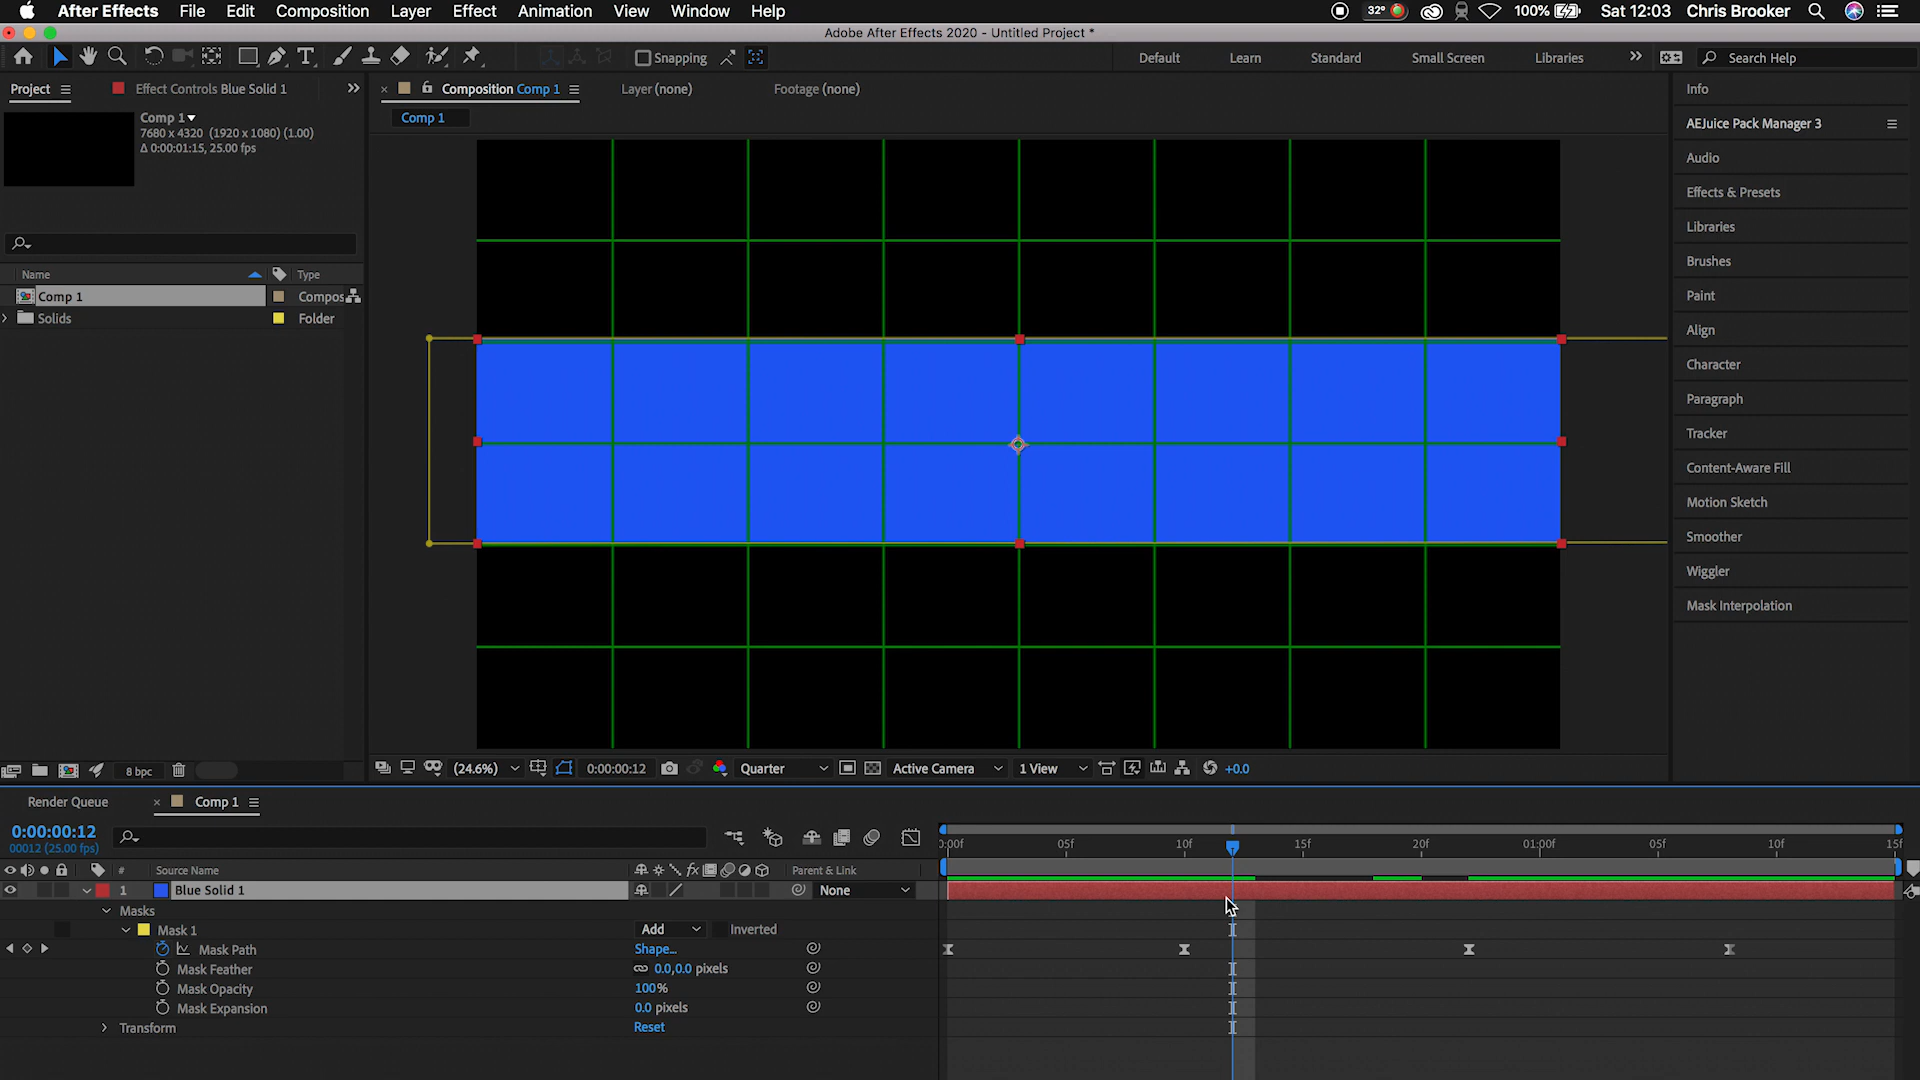 After Effects File Edit Composition Layer Effect Animation View Window Help 32° 100% Sat 12:03 Chris Brooker
Adobe After Effects 2020 - Untitled Project *
Snapping Default Learn Standard Small Screen Libraries Search Help
Project Effect Controls Blue Solid 1 Composition Comp 1 Layer (none) Footage (none)
Comp 1
Comp 1
7680 x 4320 (1920 x 1080) (1.00)
Δ 0:00:01:15, 25.00 fps
Name Type
Comp 1 Compos
Solids Folder
Info
AEJuice Pack Manager 3
Audio
Effects & Presets
Libraries
Brushes
Paint
Align
Character
Paragraph
Tracker
Content-Aware Fill
Motion Sketch
Smoother
Wiggler
Mask Interpolation
8 bpc (24.6%) 0:00:00:12 Quarter Active Camera 1 View +0.0
Render Queue Comp 1
0:00:00:12
00012 (25.00 fps)
0:00f 05f 10f 15f 20f 01:00f 05f 10f 15f
# Source Name Parent & Link
1 Blue Solid 1 None
Masks
Mask 1 Add Inverted
Mask Path Shape...
Mask Feather 0.0,0.0 pixels
Mask Opacity 100%
Mask Expansion 0.0 pixels
Transform Reset